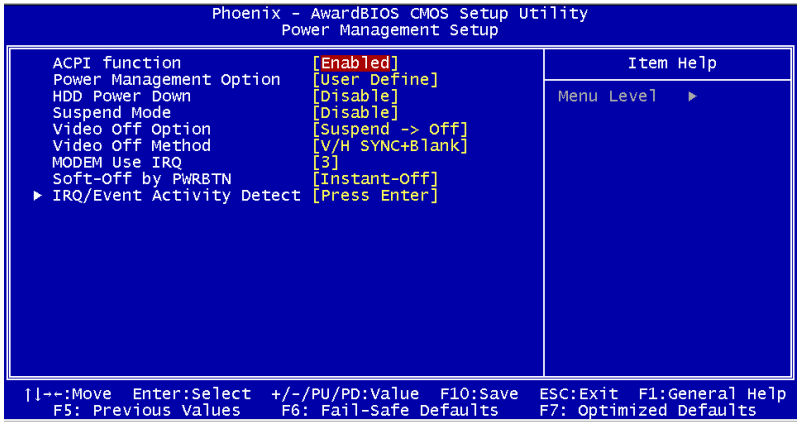 Phoenix - AwardBIOS CMOS Setup Utility
Power Management Setup
ACPI function [Enabled]
Power Management Option [User Define]
HDD Power Down [Disable]
Suspend Mode [Disable]
Video Off Option [Suspend -> Off]
Video Off Method [V/H SYNC+Blank]
MODEM Use IRQ [3]
Soft-Off by PWRBTN [Instant-Off]
▶ IRQ/Event Activity Detect [Press Enter]
Item Help
Menu Level ▶
↑↓→←:Move Enter:Select +/-/PU/PD:Value F10:Save ESC:Exit F1:General Help
F5: Previous Values F6: Fail-Safe Defaults F7: Optimized Defaults